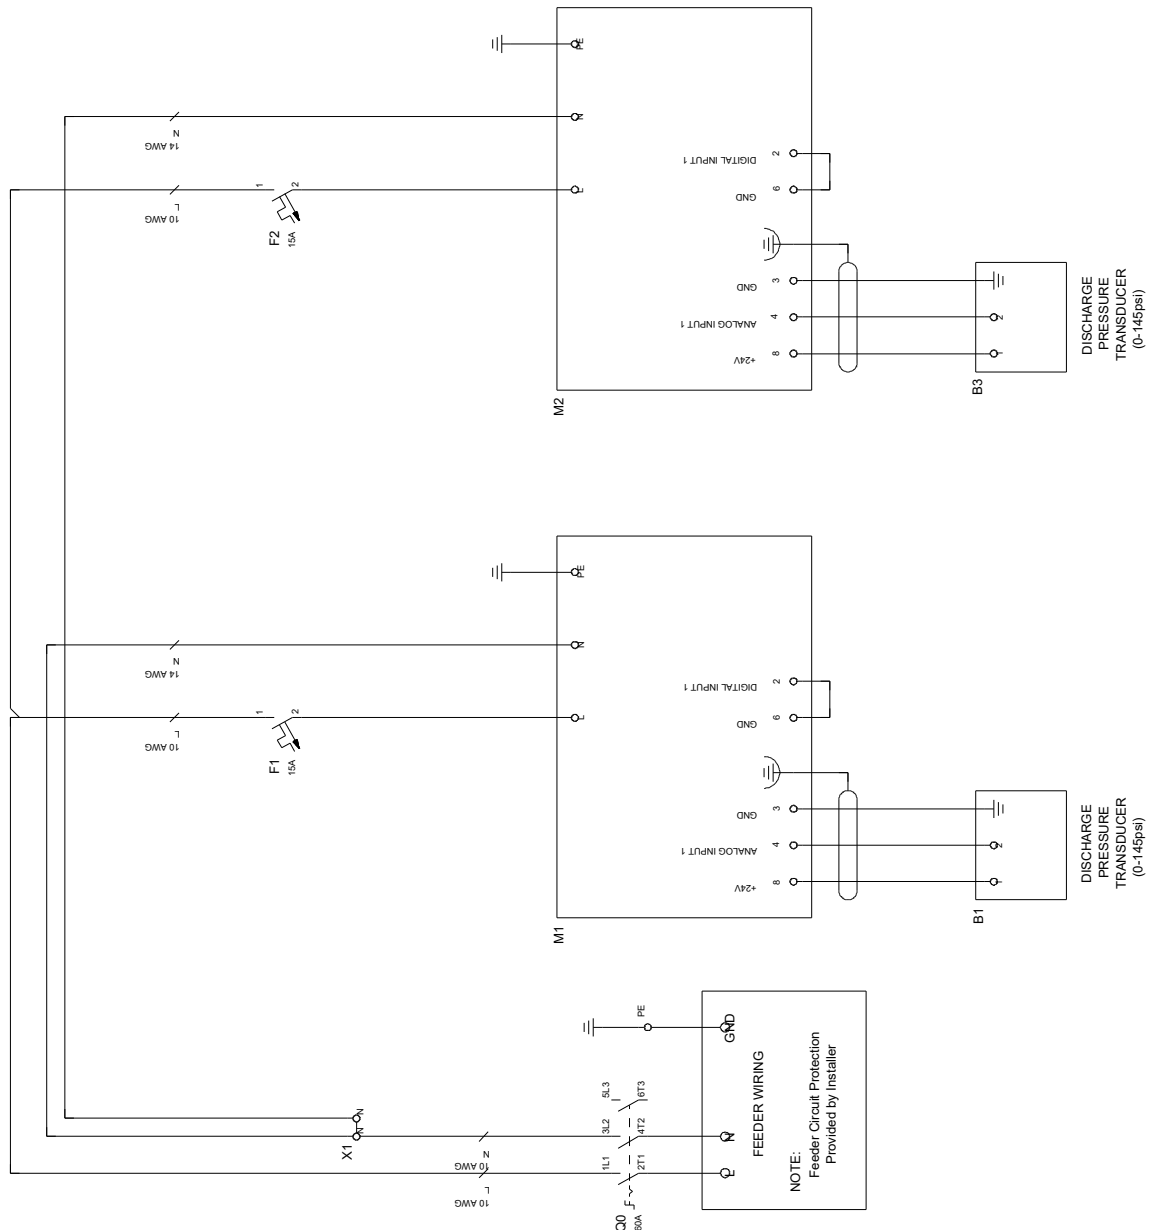 PE
N
14 AWG
N
L
10 AWG
1
2
F2
15A
L
DIGITAL INPUT 1
2
GND
6
GND
3
ANALOG INPUT 1
4
+24V
8
M2
2
1
B3
DISCHARGE
PRESSURE
TRANSDUCER
(0-145psi)
PE
N
14 AWG
N
L
10 AWG
1
2
F1
15A
L
DIGITAL INPUT 1
2
GND
6
GND
3
ANALOG INPUT 1
4
+24V
8
M1
2
1
B1
DISCHARGE
PRESSURE
TRANSDUCER
(0-145psi)
N
N
X1
N
10 AWG
L
10 AWG
5L3
6T3
3L2
4T2
1L1
2T1
Q0
60A
PE
GND
N
L
FEEDER WIRING
NOTE:
Feeder Circuit Protection
Provided by Installer